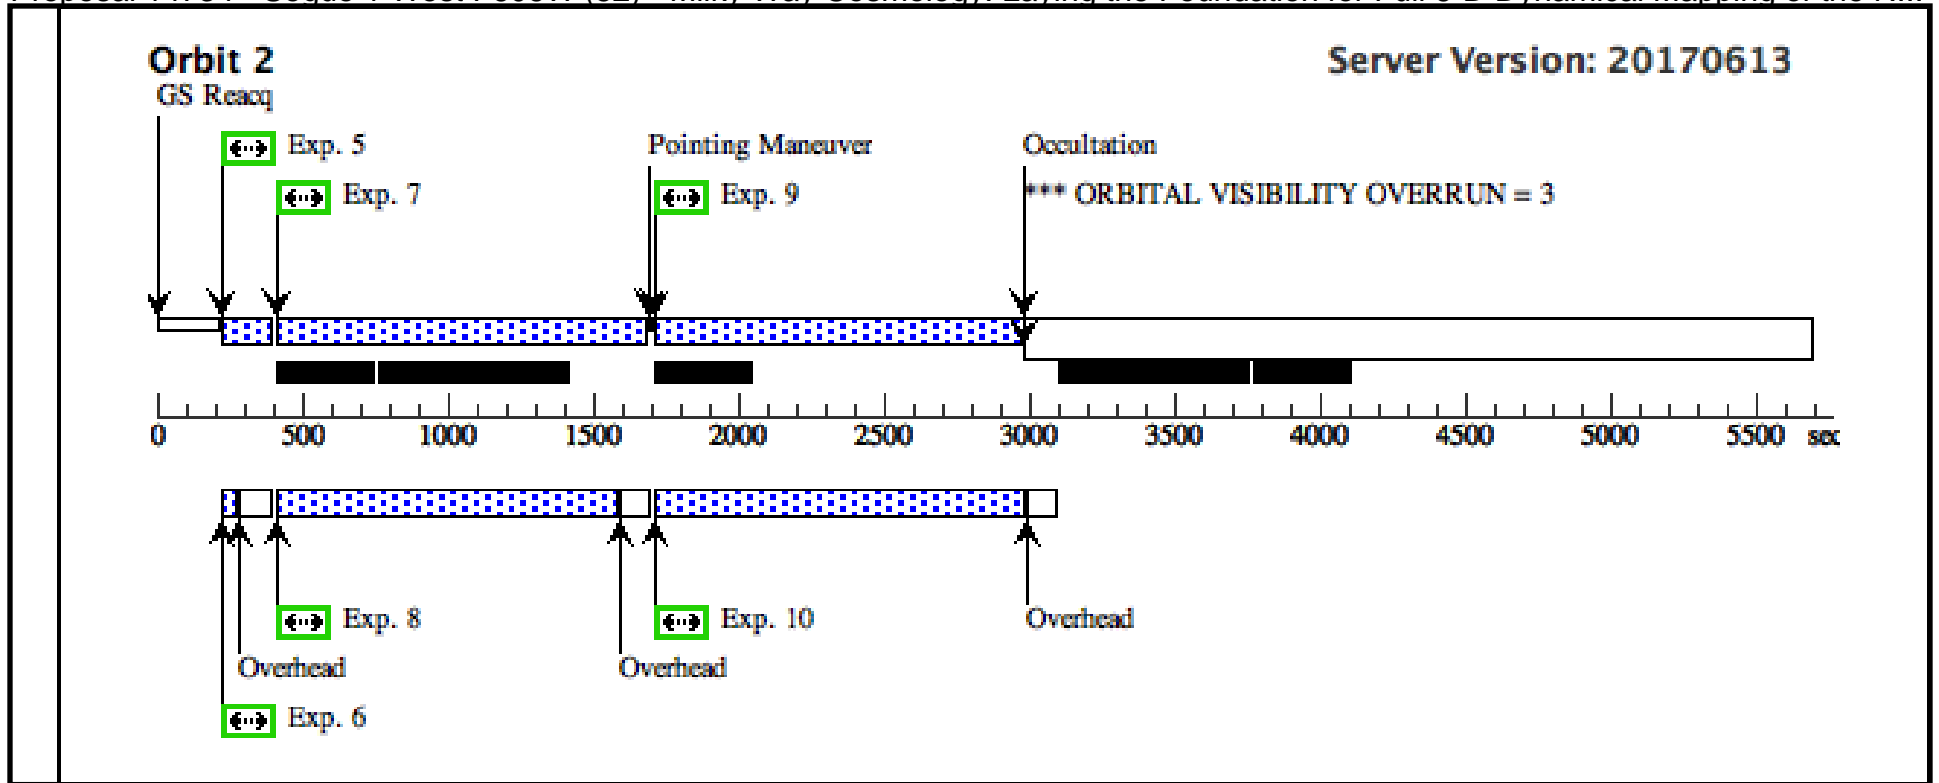 Orbit 2
Server Version: 20170613
GS Reacq
Exp. 5
Pointing Maneuver
Occultation
Exp. 7
Exp. 9
*** ORBITAL VISIBILITY OVERRUN = 3
0 500 1000 1500 2000 2500 3000 3500 4000 4500 5000 5500 sec
Exp. 8
Exp. 10
Overhead
Overhead
Overhead
Exp. 6